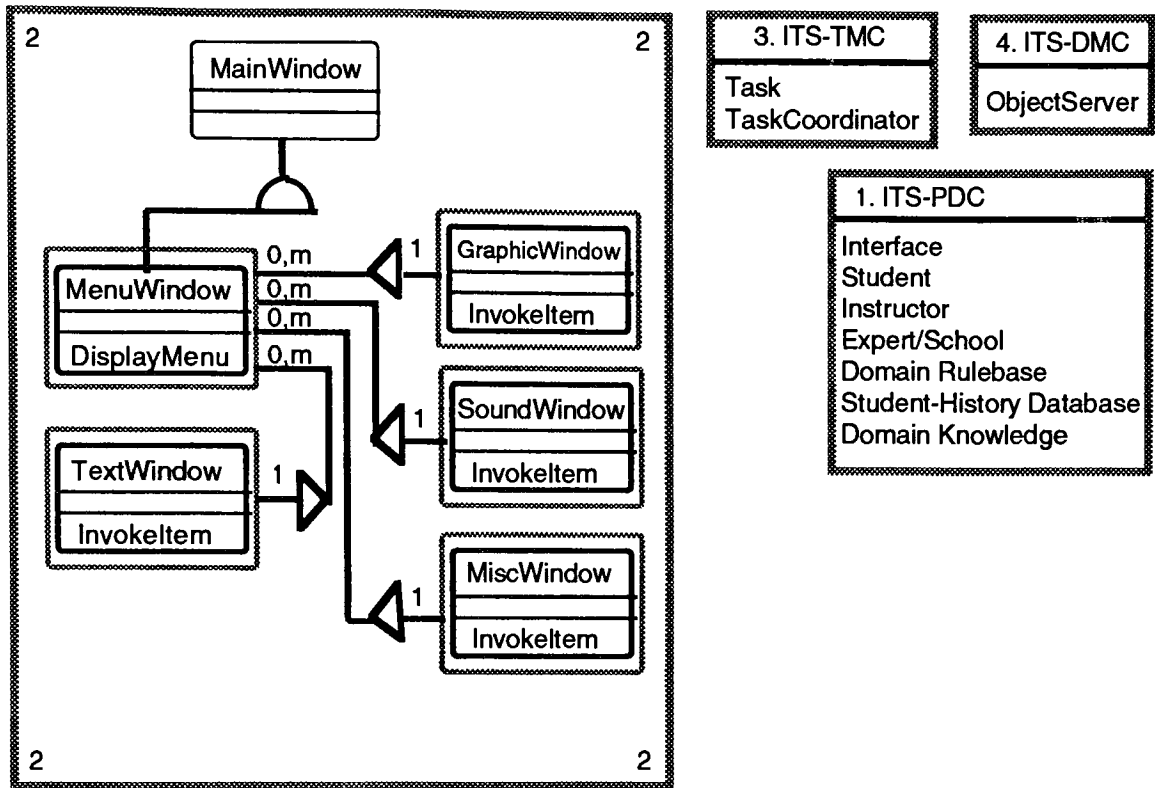 2
2
MainWindow
MenuWindow
DisplayMenu
0,m
0,m
0,m
0,m
1
GraphicWindow
InvokeItem
1
SoundWindow
InvokeItem
TextWindow
InvokeItem
1
1
MiscWindow
InvokeItem
2
2
3. ITS-TMC
Task
TaskCoordinator
4. ITS-DMC
ObjectServer
1. ITS-PDC
Interface
Student
Instructor
Expert/School
Domain Rulebase
Student-History Database
Domain Knowledge